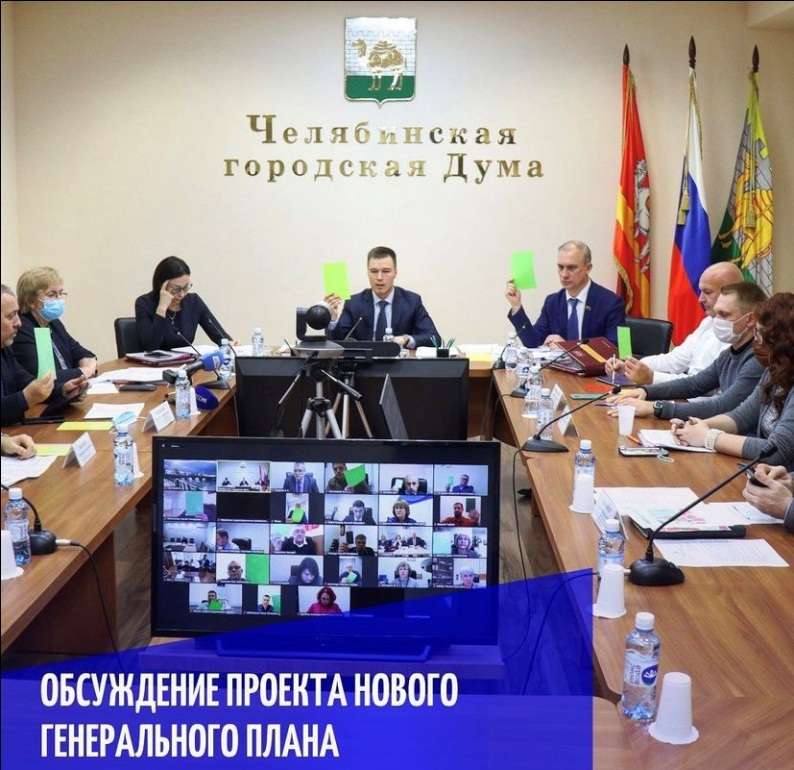 Челябинская
городская Дума
ОБСУЖДЕНИЕ ПРОЕКТА НОВОГО
ГЕНЕРАЛЬНОГО ПЛАНА